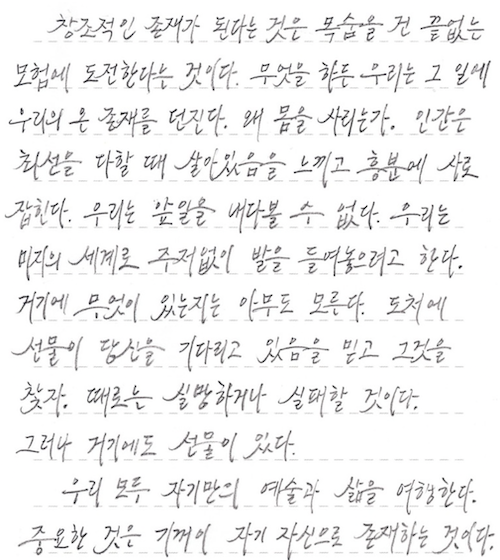 창조적인 존재가 된다는 것은 목숨을 건 끝없는
모험에 도전한다는 것이다. 무엇을 하든 우리는 그 일에
우리의 온 존재를 던진다. 왜 몸을 사리는가. 인간은
최선을 다할 때 살아있음을 느끼고 흥분에 사로
잡힌다. 우리는 앞일을 내다볼 수 없다. 우리는
미지의 세계로 주저없이 발을 들여놓으려고 한다.
거기에 무엇이 있는지는 아무도 모른다. 도처에
선물이 당신을 기다리고 있음을 믿고 그것을
찾자. 때로는 실망하거나 실패할 것이다.
그러나 거기에도 선물이 있다.
우리 모두 자기만의 예술과 삶을 여행한다.
중요한 것은 기꺼이 자기 자신으로 존재하는 것이다